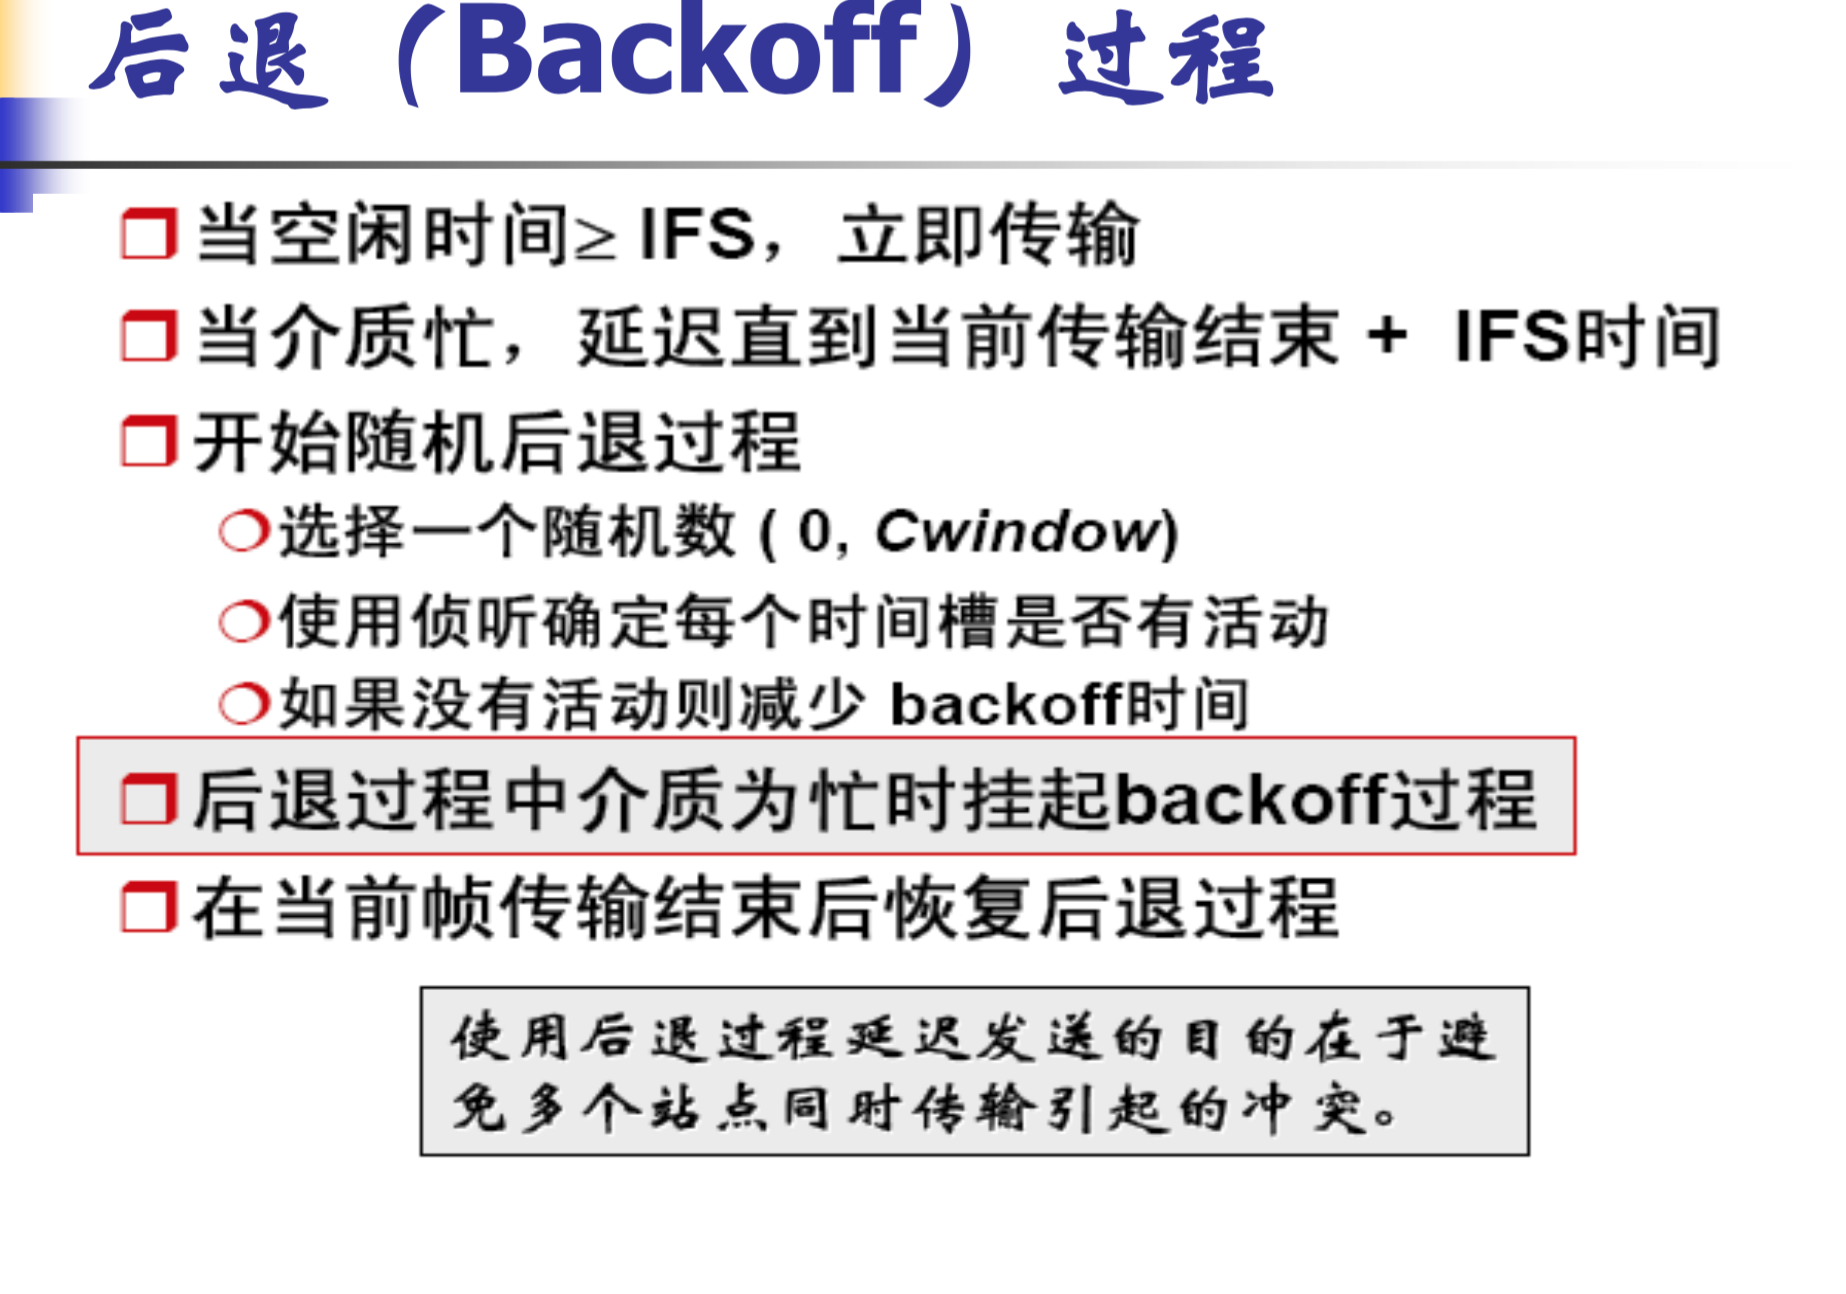 后退（Backoff）过程
当空闲时间≥ IFS，立即传输
当介质忙，延迟直到当前传输结束 + IFS时间
开始随机后退过程
选择一个随机数 ( 0, Cwindow)
使用侦听确定每个时间槽是否有活动
如果没有活动则减少 backoff时间
后退过程中介质为忙时挂起backoff过程
在当前帧传输结束后恢复后退过程
使用后退过程延迟发送的目的在于避
免多个站点同时传输引起的冲突。